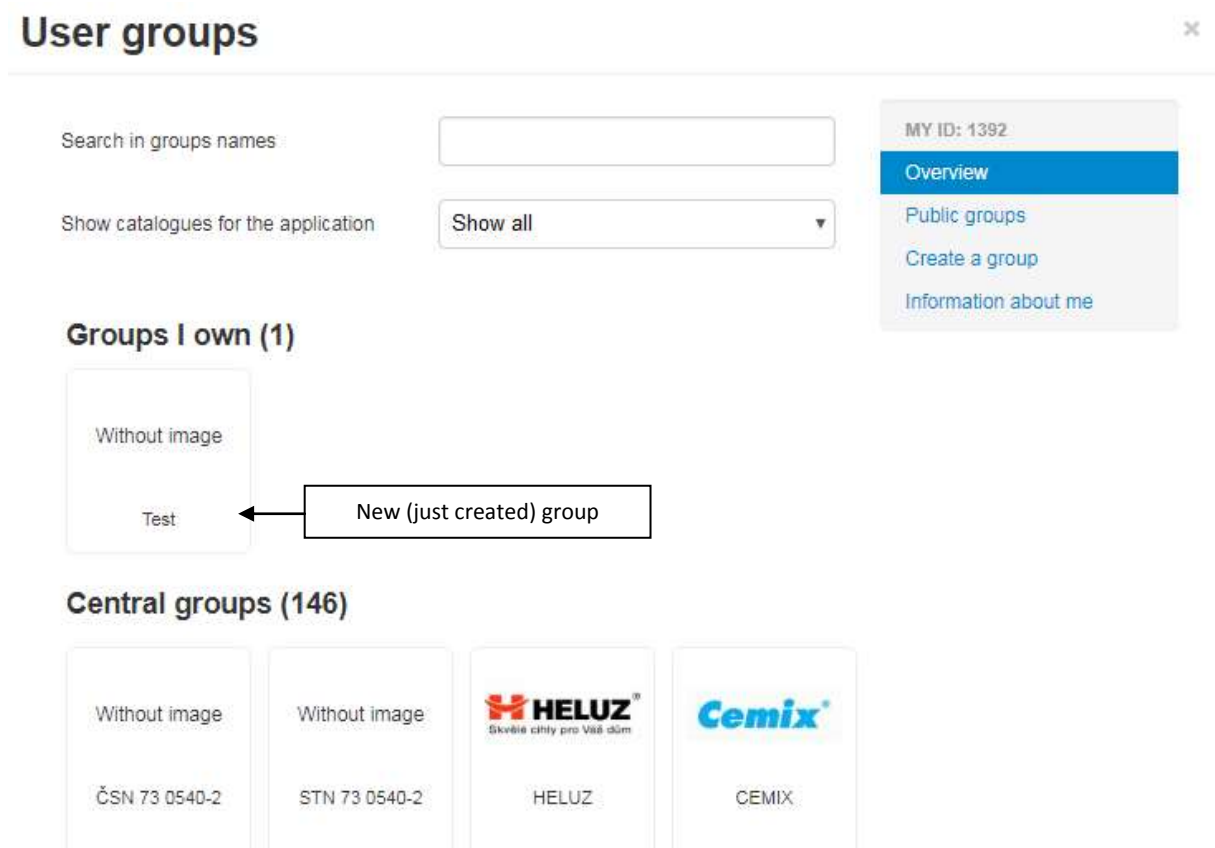 User groups
×
Search in groups names
Show catalogues for the application
Show all
MY ID: 1392
Overview
Public groups
Create a group
Information about me
Groups I own (1)
Without image
Test
New (just created) group
Central groups (146)
Without image
ČSN 73 0540-2
Without image
STN 73 0540-2
HELUZ®
Skvělé cihly pro Váš dům
HELUZ
Cemix®
CEMIX